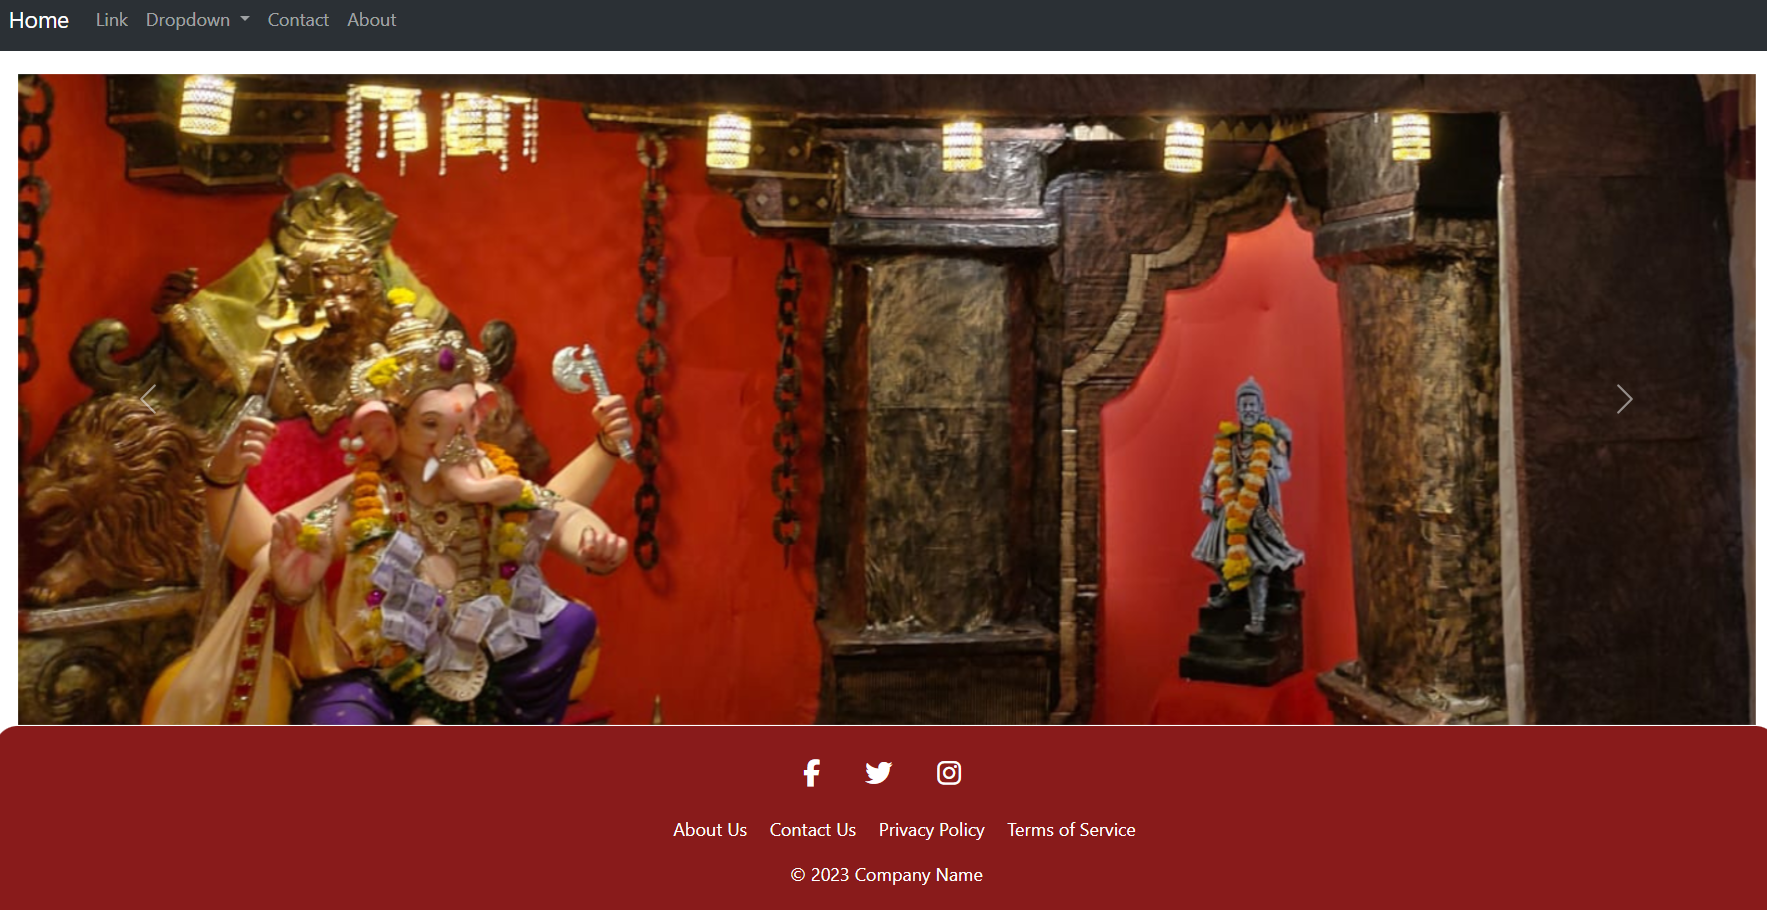 Home Link Dropdown Contact About
About Us Contact Us Privacy Policy Terms of Service
© 2023 Company Name